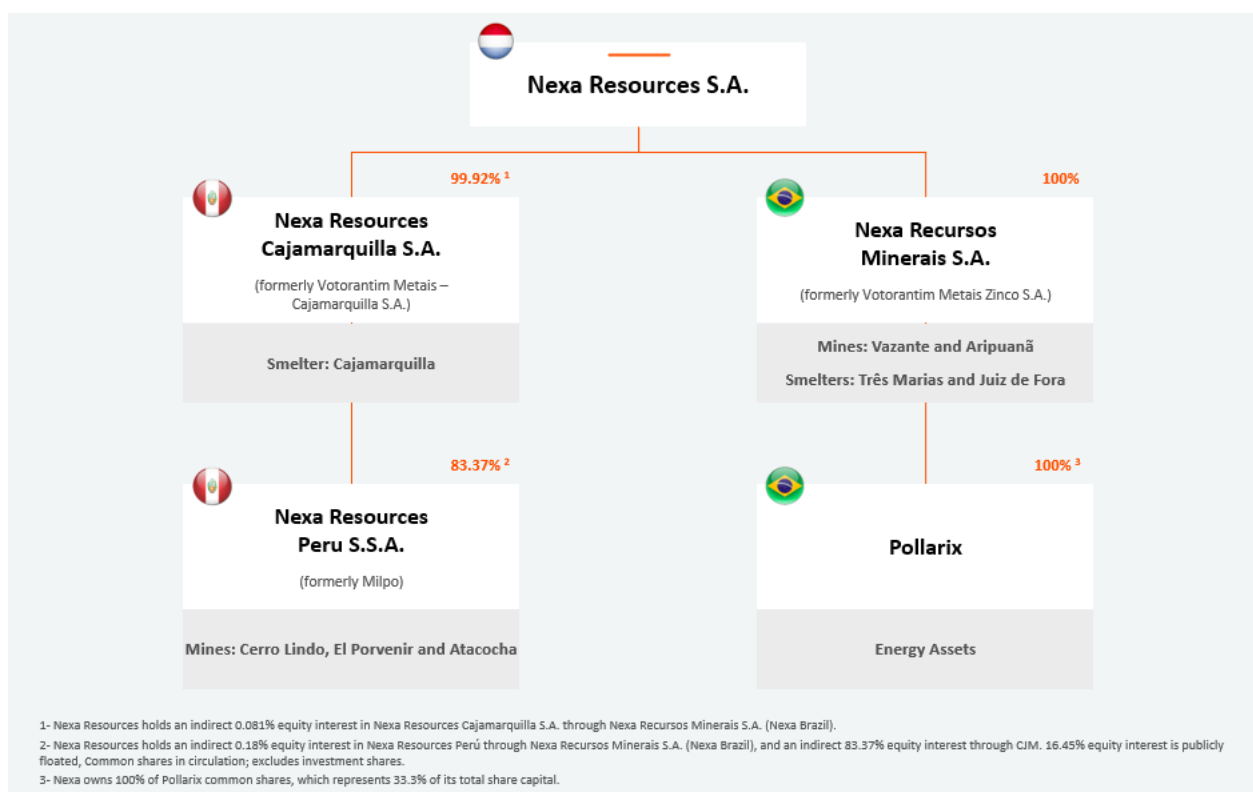 Nexa Resources S.A.
99.92% 1
100%
Nexa Resources
Cajamarquilla S.A.
(formerly Votorantim Metais –
Cajamarquilla S.A.)
Smelter: Cajamarquilla
Nexa Recursos
Minerais S.A.
(formerly Votorantim Metais Zinco S.A.)
Mines: Vazante and Aripuanã
Smelters: Três Marias and Juiz de Fora
83.37% 2
100% 3
Nexa Resources
Peru S.S.A.
(formerly Milpo)
Mines: Cerro Lindo, El Porvenir and Atacocha
Pollarix
Energy Assets
1- Nexa Resources holds an indirect 0.081% equity interest in Nexa Resources Cajamarquilla S.A. through Nexa Recursos Minerais S.A. (Nexa Brazil).
2- Nexa Resources holds an indirect 0.18% equity interest in Nexa Resources Perú through Nexa Recursos Minerais S.A. (Nexa Brazil), and an indirect 83.37% equity interest through CJM. 16.45% equity interest is publicly
floated, Common shares in circulation; excludes investment shares.
3- Nexa owns 100% of Pollarix common shares, which represents 33.3% of its total share capital.